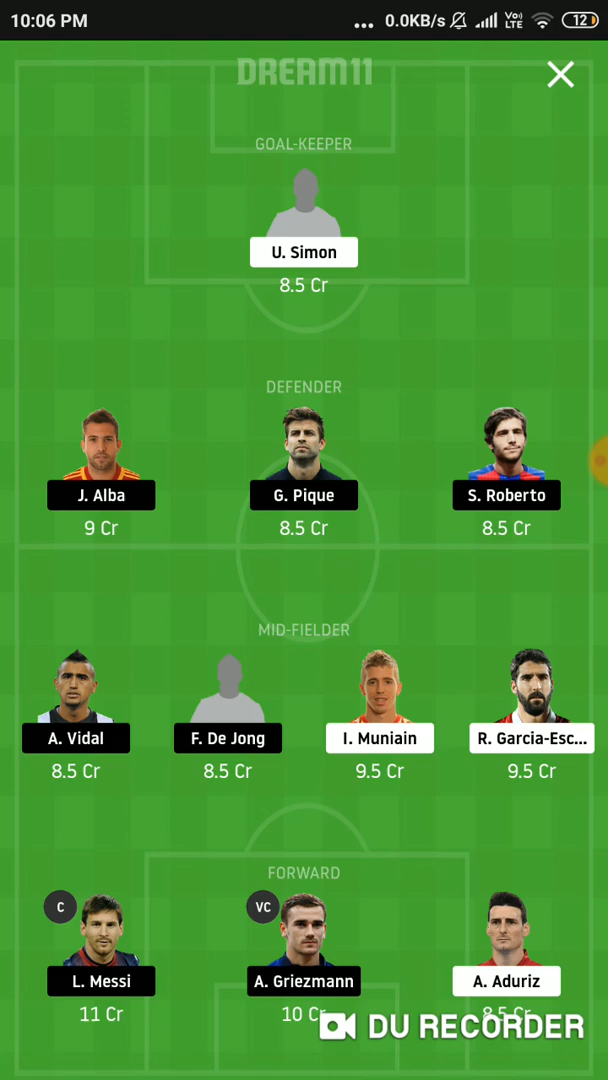 10:06 PM ... 0.0KB/s Vo) LTE 12
DREAM11
GOAL-KEEPER
U. Simon
8.5 Cr
DEFENDER
J. Alba G. Pique S. Roberto
9 Cr 8.5 Cr 8.5 Cr
MID-FIELDER
A. Vidal F. De Jong I. Muniain R. Garcia-Esc...
8.5 Cr 8.5 Cr 9.5 Cr 9.5 Cr
FORWARD
C VC
L. Messi A. Griezmann A. Aduriz
11 Cr 10 Cr 8.5 Cr
DU RECORDER